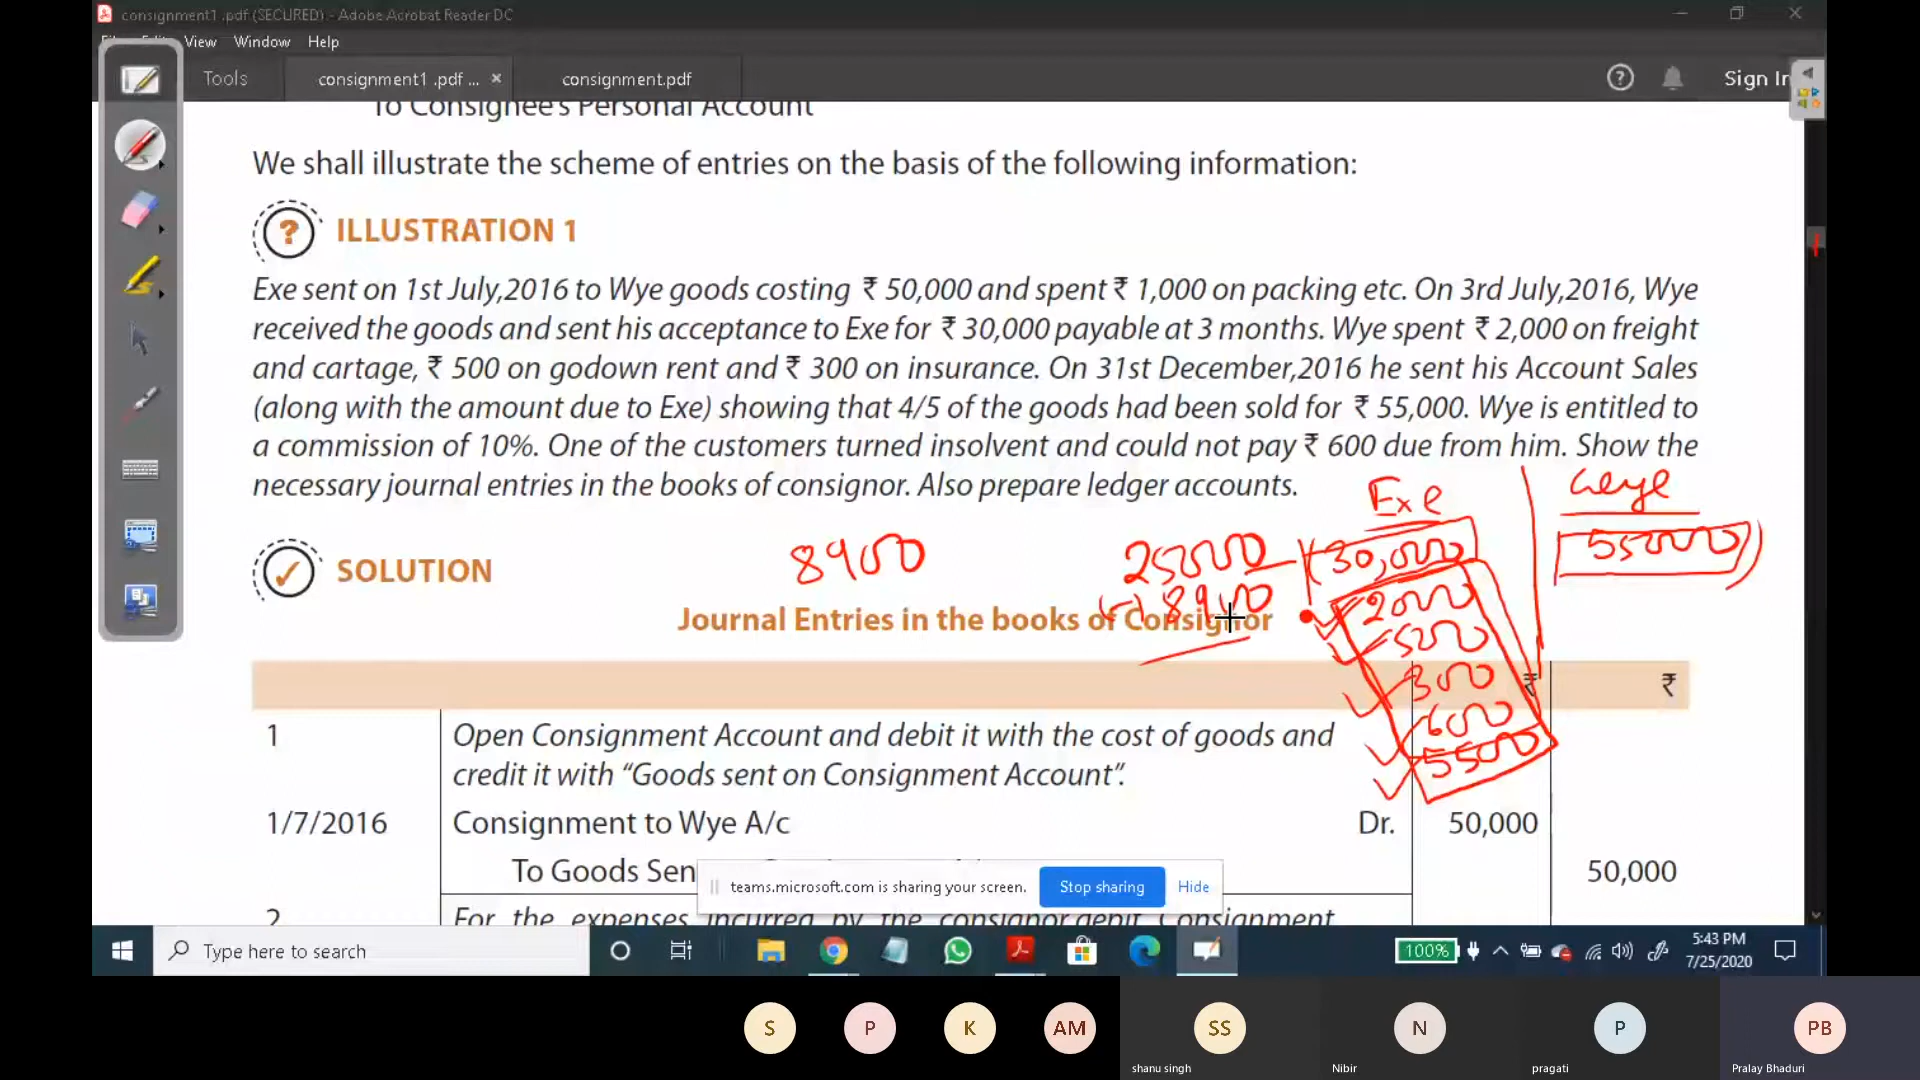 consignment1 .pdf (SECURED) - Adobe Acrobat Reader DC
View Window Help
Tools consignment1 .pdf ... × consignment.pdf Sign In
To Consignee's Personal Account
We shall illustrate the scheme of entries on the basis of the following information:
? ILLUSTRATION 1
Exe sent on 1st July,2016 to Wye goods costing ₹ 50,000 and spent ₹ 1,000 on packing etc. On 3rd July,2016, Wye
received the goods and sent his acceptance to Exe for ₹ 30,000 payable at 3 months. Wye spent ₹ 2,000 on freight
and cartage, ₹ 500 on godown rent and ₹ 300 on insurance. On 31st December,2016 he sent his Account Sales
(along with the amount due to Exe) showing that 4/5 of the goods had been sold for ₹ 55,000. Wye is entitled to
a commission of 10%. One of the customers turned insolvent and could not pay ₹ 600 due from him. Show the
necessary journal entries in the books of consignor. Also prepare ledger accounts.
Exe
8900 25000 30,000 55000
SOLUTION
(-) 8900 2000
Journal Entries in the books of Consignor
500
300
₹ ₹
600
5500
1 Open Consignment Account and debit it with the cost of goods and
credit it with “Goods sent on Consignment Account”.
1/7/2016 Consignment to Wye A/c Dr. 50,000
To Goods Sen 50,000
teams.microsoft.com is sharing your screen. Stop sharing Hide
2 For the expenses incurred by the consignor,debit Consignment
Type here to search
100%
5:43 PM
7/25/2020
S P K AM SS N P PB
shanu singh Nibir pragati Pralay Bhaduri